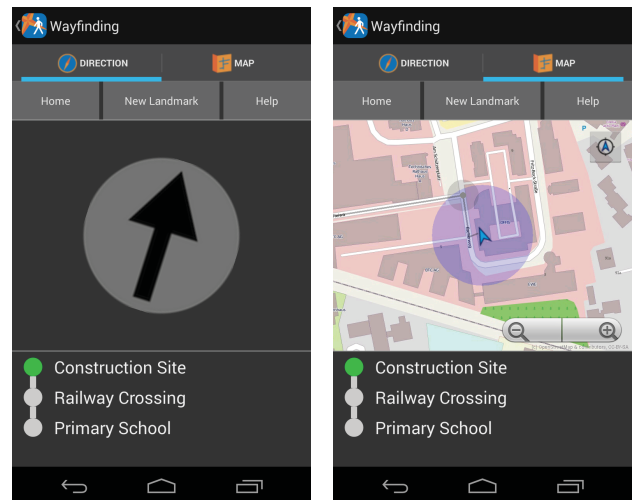 Wayfinding
DIRECTION MAP
Home New Landmark Help
Construction Site
Railway Crossing
Primary School
Wayfinding
DIRECTION MAP
Home New Landmark Help
P
Construction Site
Railway Crossing
Primary School